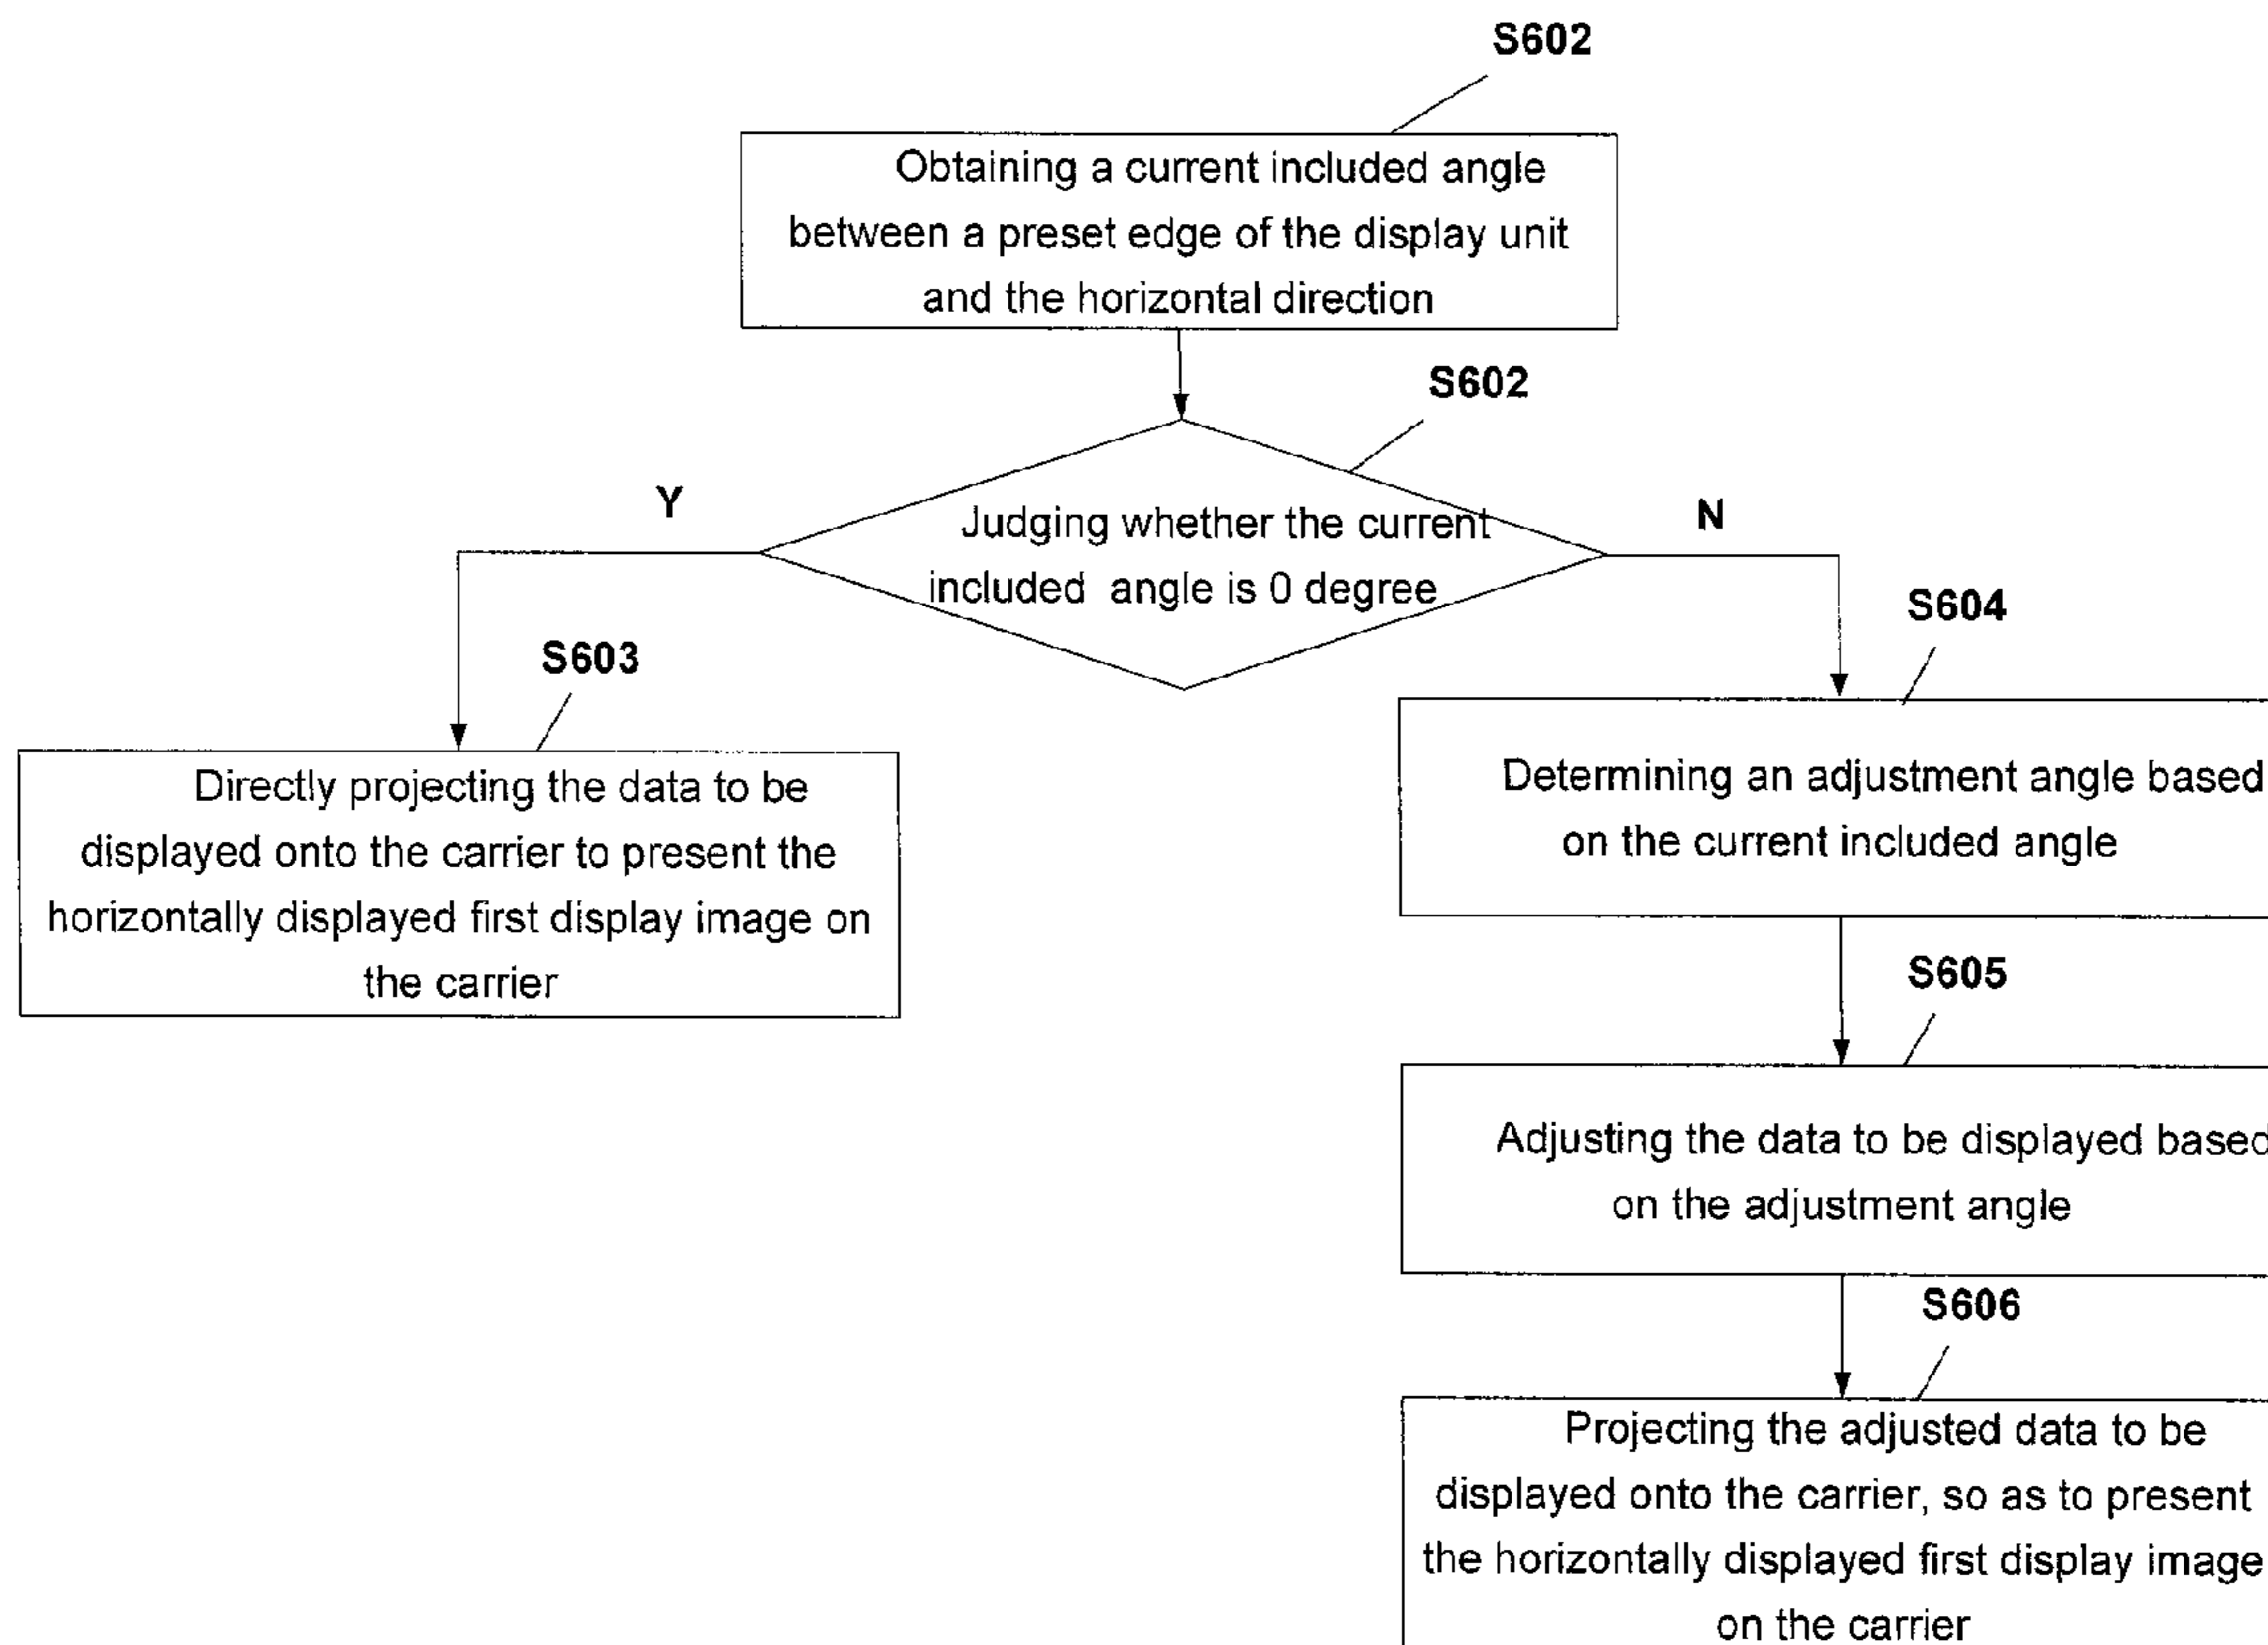 S602
Obtaining a current included angle
between a preset edge of the display unit
and the horizontal direction
S602
Judging whether the current
included angle is 0 degree
Y
N
S603
Directly projecting the data to be
displayed onto the carrier to present the
horizontally displayed first display image on
the carrier
S604
Determining an adjustment angle based
on the current included angle
S605
Adjusting the data to be displayed based
on the adjustment angle
S606
Projecting the adjusted data to be
displayed onto the carrier, so as to present
the horizontally displayed first display image
on the carrier